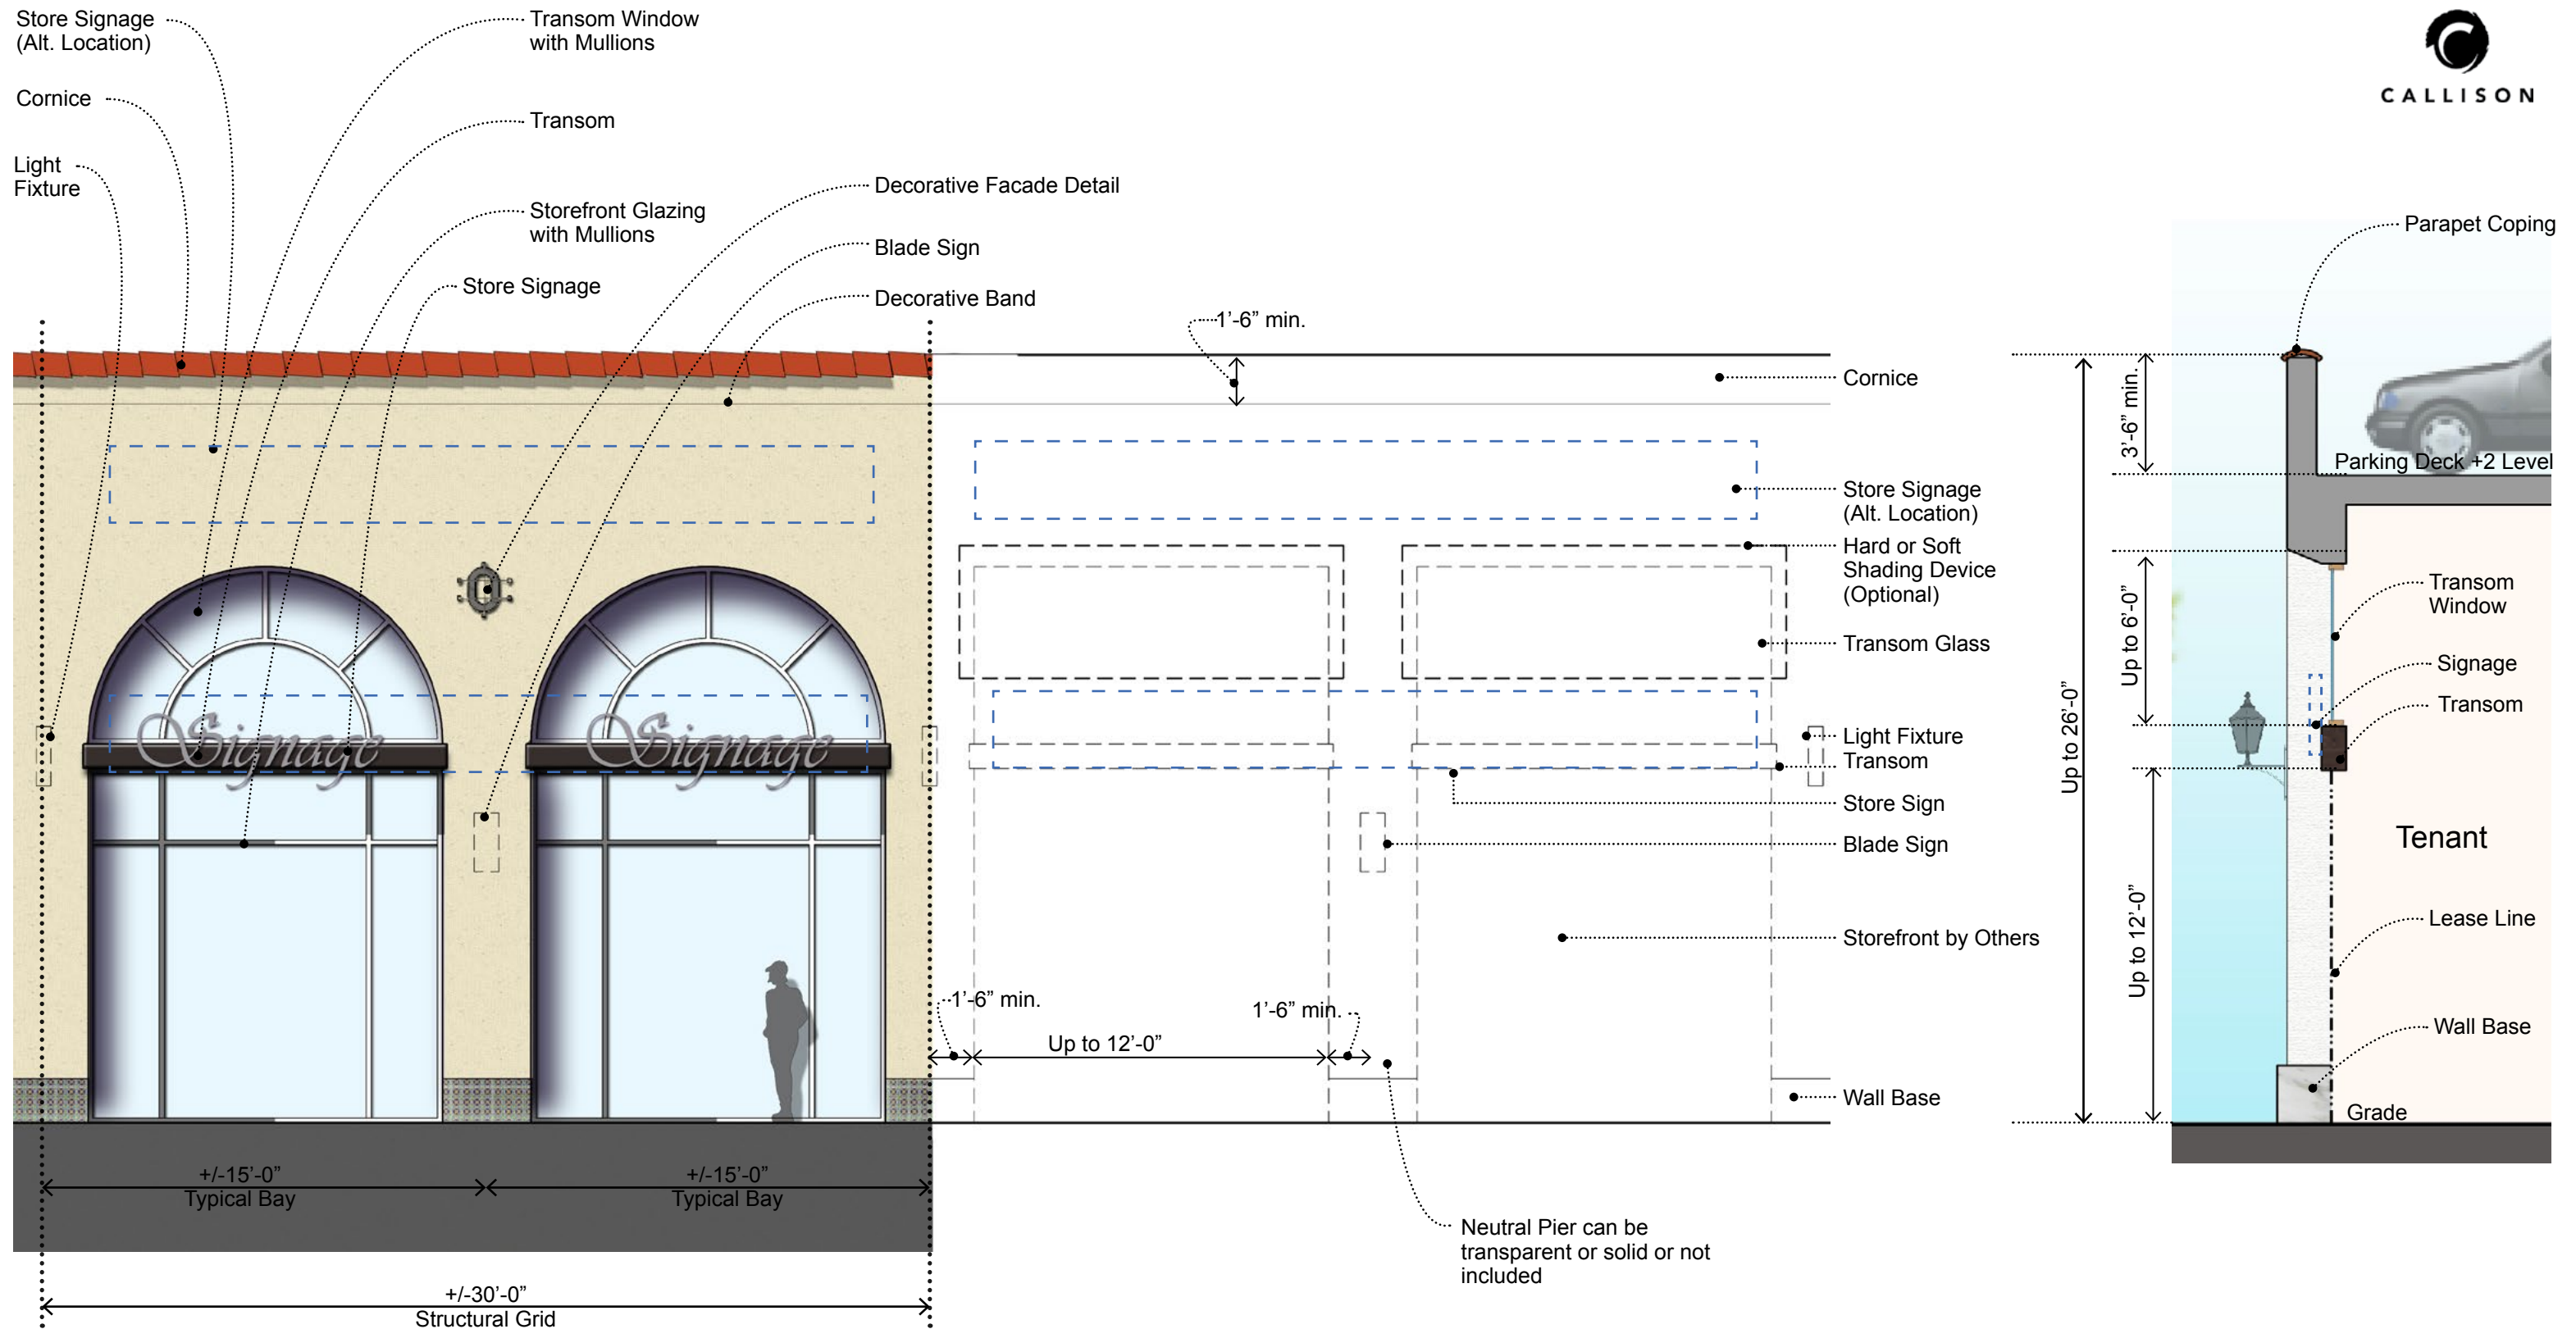 Store Signage
(Alt. Location)
Cornice
Light
Fixture
Transom Window
with Mullions
Transom
Storefront Glazing
with Mullions
Store Signage
Decorative Facade Detail
Blade Sign
Decorative Band
CALLISON
Signage
Signage
+/-15’-0”
Typical Bay
+/-15’-0”
Typical Bay
+/-30’-0”
Structural Grid
1’-6” min.
Cornice
Store Signage
(Alt. Location)
Hard or Soft
Shading Device
(Optional)
Transom Glass
Light Fixture
Transom
Store Sign
Blade Sign
Storefront by Others
1’-6” min.
1’-6” min.
Up to 12’-0”
Wall Base
Neutral Pier can be
transparent or solid or not
included
Up to 26’-0”
3’-6” min.
Up to 6’-0”
Up to 12’-0”
Parapet Coping
Parking Deck +2 Level
Transom
Window
Signage
Transom
Tenant
Lease Line
Wall Base
Grade